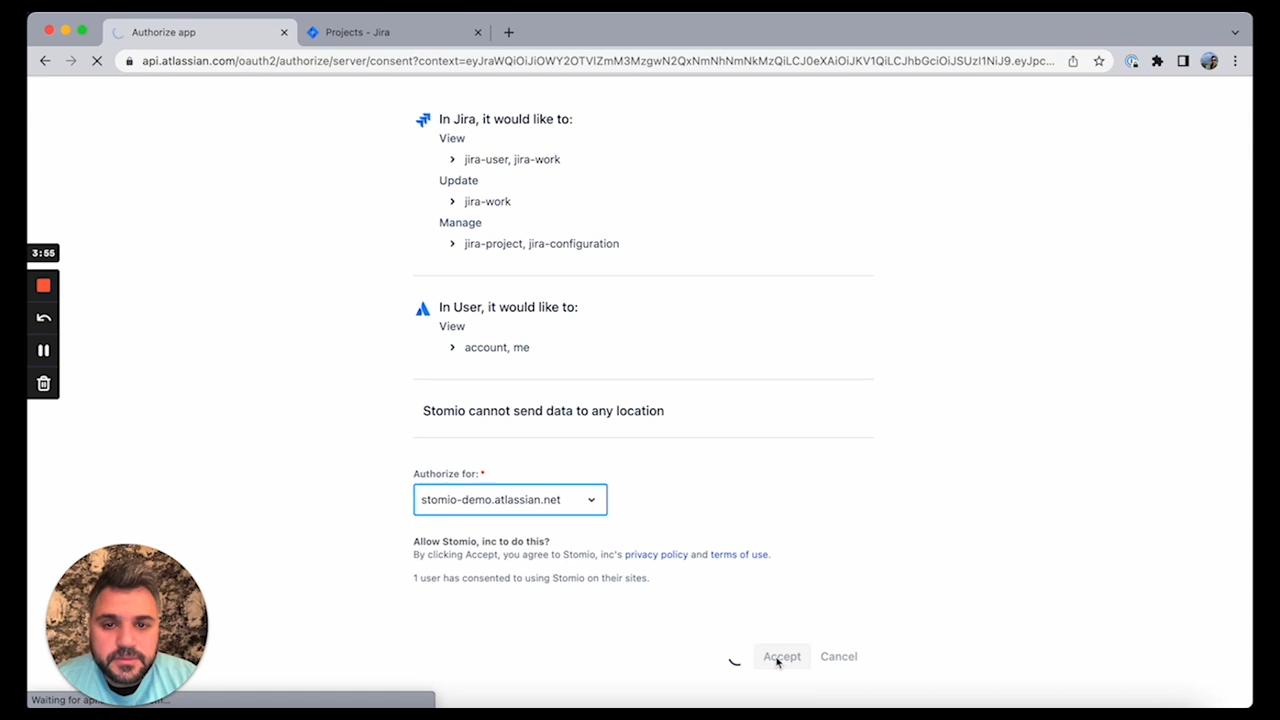 Authorize app
Projects - Jira
api.atlassian.com/oauth2/authorize/server/consent?context=eyJraWQiOiJiOWY2OTVlZmM3MzgwN2QxNmNhNmNkMzQiLCJ0eXAiOiJKV1QiLCJhbGciOiJSUzI1NiJ9.eyJpc...
In Jira, it would like to:
View
jira-user, jira-work
Update
jira-work
Manage
jira-project, jira-configuration
3:55
In User, it would like to:
View
account, me
Stomio cannot send data to any location
Authorize for: *
stomio-demo.atlassian.net
Allow Stomio, inc to do this?
By clicking Accept, you agree to Stomio, inc's privacy policy and terms of use.
1 user has consented to using Stomio on their sites.
Accept
Cancel
Waiting for